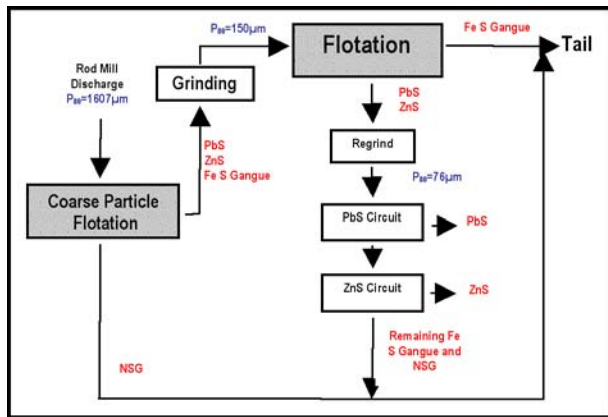 P₈₀=150µm
Flotation
Fe S Gangue
Tail
Rod Mill
Discharge
P₈₀=1607µm
Grinding
PbS
ZnS
PbS
ZnS
Fe S Gangue
Regrind
P₈₀=76µm
Coarse Particle
Flotation
PbS Circuit
PbS
ZnS Circuit
ZnS
Remaining Fe
S Gangue and
NSG
NSG